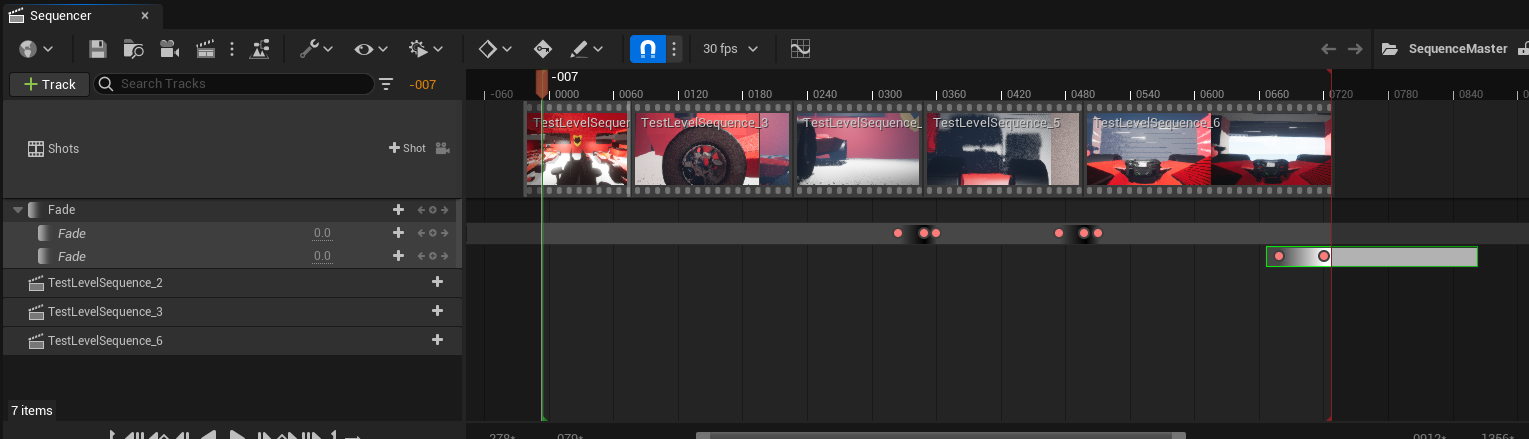 Sequencer
30 fps
SequenceMaster
Track
Search Tracks
-007
-007
-060
0000
0060
0120
0180
0240
0300
0360
0420
0480
0540
0600
0660
0720
0780
0840
Shots
Shot
TestLevelSequen
TestLevelSequence_3
TestLevelSequence_
TestLevelSequence_5
TestLevelSequence_6
Fade
Fade
0.0
Fade
0.0
TestLevelSequence_2
TestLevelSequence_3
TestLevelSequence_6
7 items